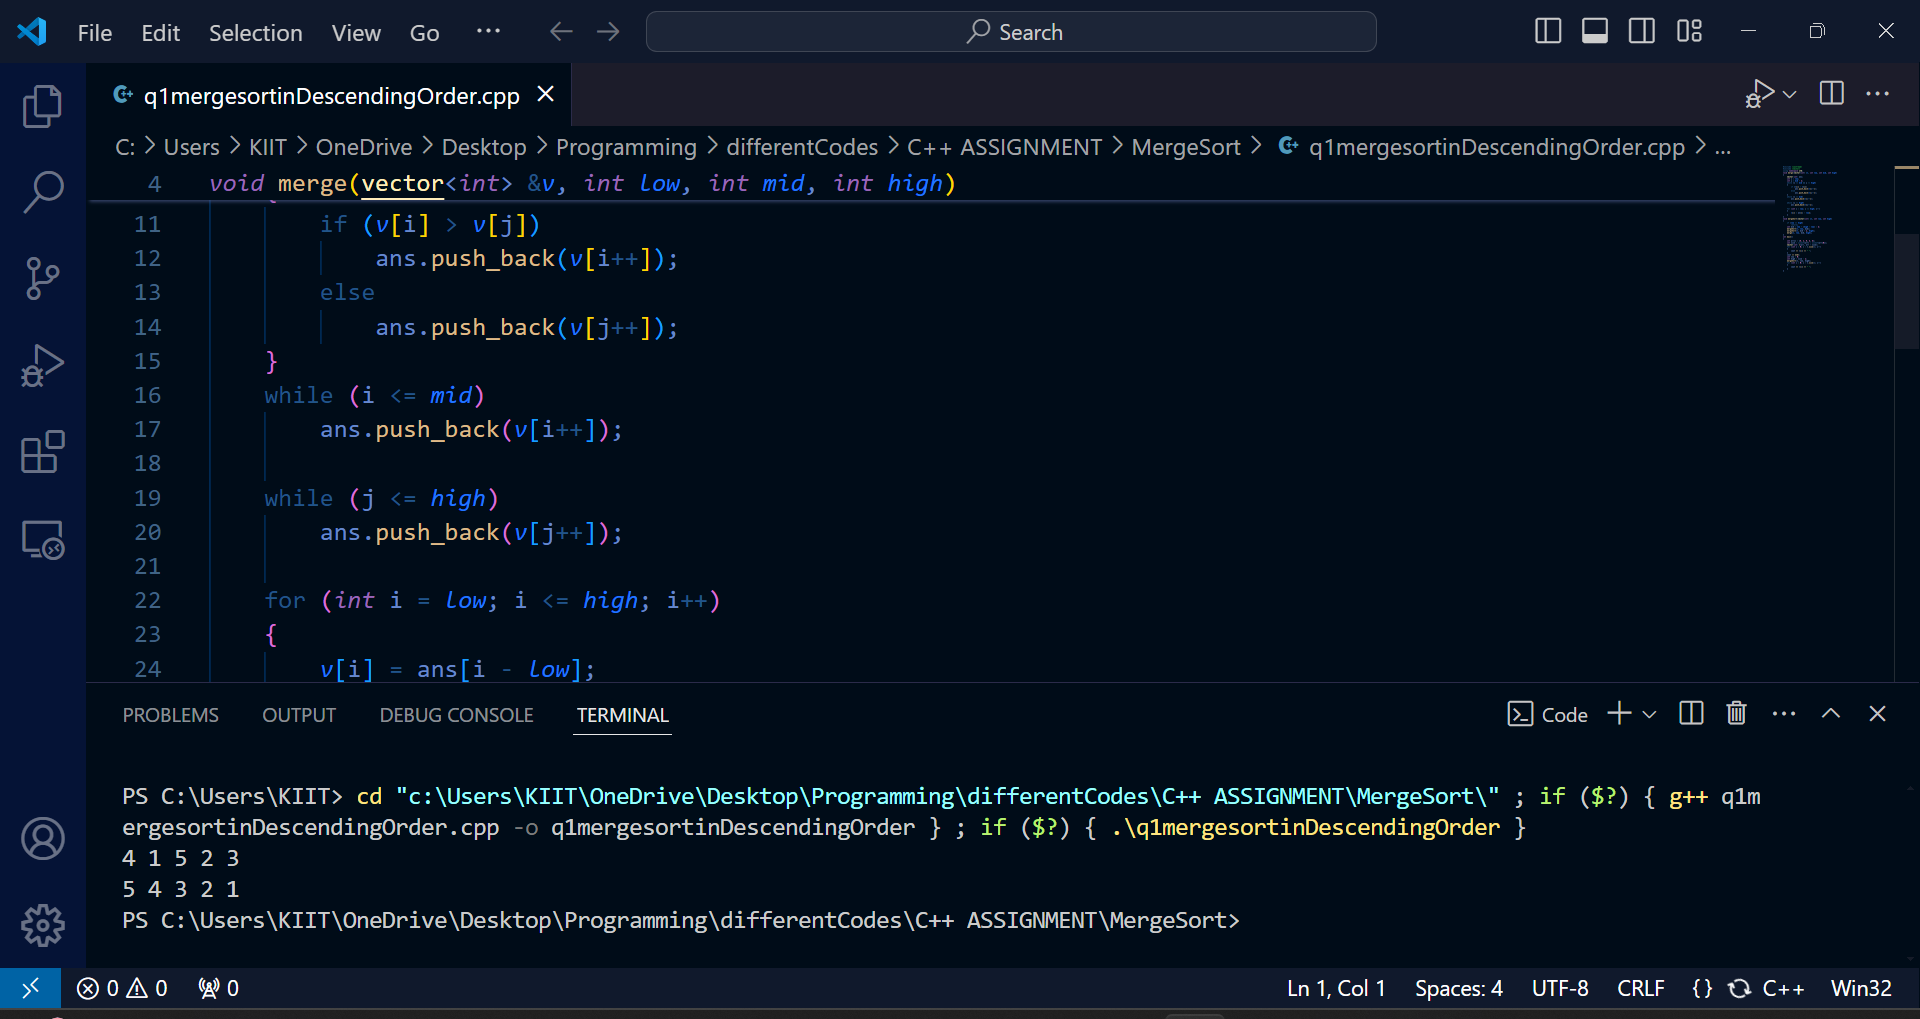 File Edit Selection View Go ··· Search
q1mergesortinDescendingOrder.cpp
C: > Users > KIIT > OneDrive > Desktop > Programming > differentCodes > C++ ASSIGNMENT > MergeSort > q1mergesortinDescendingOrder.cpp > ...
4 void merge(vector<int> &v, int low, int mid, int high)
11 if (v[i] > v[j])
12 ans.push_back(v[i++]);
13 else
14 ans.push_back(v[j++]);
15 }
16 while (i <= mid)
17 ans.push_back(v[i++]);
18
19 while (j <= high)
20 ans.push_back(v[j++]);
21
22 for (int i = low; i <= high; i++)
23 {
24 v[i] = ans[i - low];
PROBLEMS OUTPUT DEBUG CONSOLE TERMINAL Code
PS C:\Users\KIIT> cd "c:\Users\KIIT\OneDrive\Desktop\Programming\differentCodes\C++ ASSIGNMENT\MergeSort\" ; if ($?) { g++ q1m
ergesortinDescendingOrder.cpp -o q1mergesortinDescendingOrder } ; if ($?) { .\q1mergesortinDescendingOrder }
4 1 5 2 3
5 4 3 2 1
PS C:\Users\KIIT\OneDrive\Desktop\Programming\differentCodes\C++ ASSIGNMENT\MergeSort>
0 0 0 Ln 1, Col 1 Spaces: 4 UTF-8 CRLF {} C++ Win32